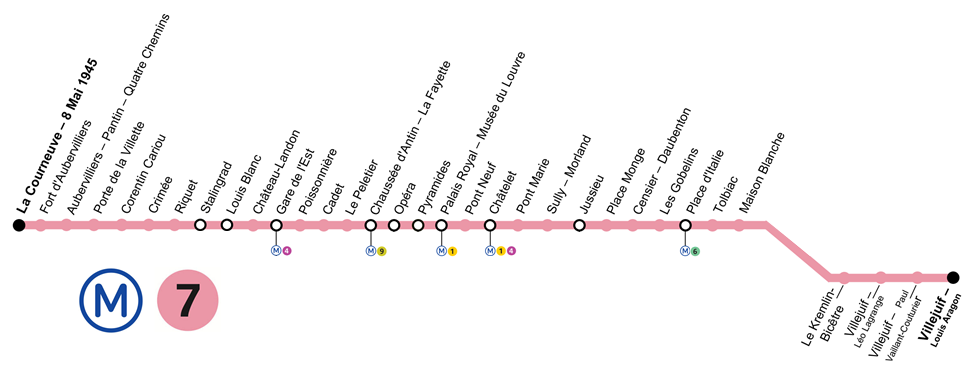 La Courneuve – 8 Mai 1945
Fort d'Aubervilliers
Aubervilliers – Pantin – Quatre Chemins
Porte de la Villette
Corentin Cariou
Crimée
Riquet
Stalingrad
Louis Blanc
Château-Landon
Gare de l'Est
Poissonnière
Cadet
Le Peletier
Chaussée d'Antin – La Fayette
Opéra
Pyramides
Palais Royal – Musée du Louvre
Pont Neuf
Châtelet
Pont Marie
Sully – Morland
Jussieu
Place Monge
Censier – Daubenton
Les Gobelins
Place d'Italie
Tolbiac
Maison Blanche
M 4
M 9
M 1
M 1 4
M 6
Le Kremlin-
Bicêtre
Villejuif –
Léo Lagrange
Villejuif – Paul
Vaillant-Couturier
Villejuif –
Louis Aragon
M 7